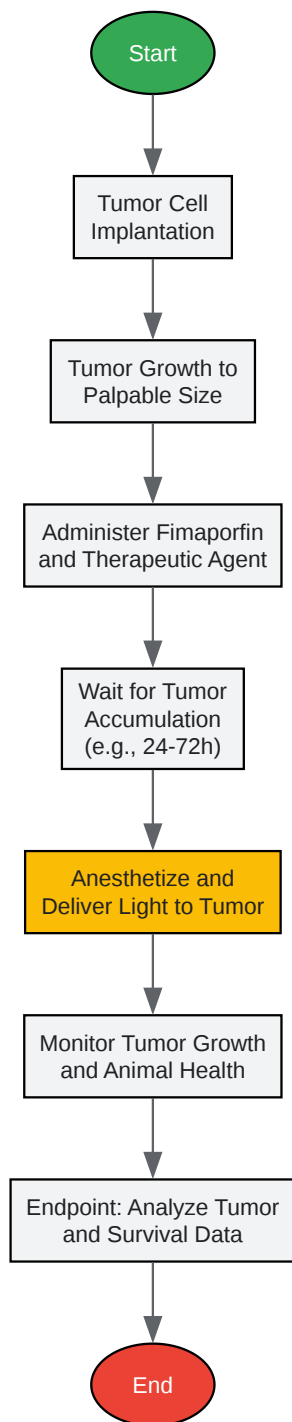 Start
Tumor Cell
Implantation
Tumor Growth to
Palpable Size
Administer Fimaporfin
and Therapeutic Agent
Wait for Tumor
Accumulation
(e.g., 24-72h)
Anesthetize and
Deliver Light to Tumor
Monitor Tumor Growth
and Animal Health
Endpoint: Analyze Tumor
and Survival Data
End